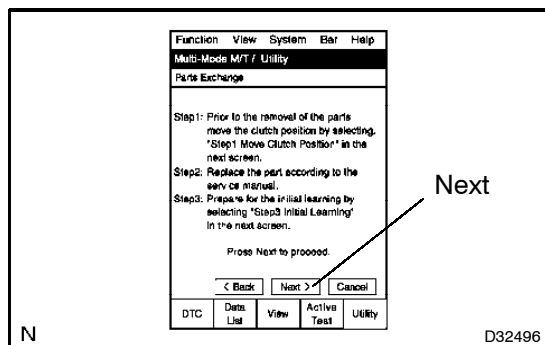 Function View System Bar Help
Multi-Mode M/T / Utility
Parts Exchange
Step1: Prior to the removal of the parts
move the clutch position by selecting,
"Step1 Move Clutch Position" in the
next screen.
Step2: Replace the part according to the
service manual.
Step3: Prepare for the initial learning by
selecting "Step3 Initial Learning"
in the next screen.
Press Next to proceed.
< Back Next > Cancel
DTC Data List View Active Test Utility
Next
N
D32496